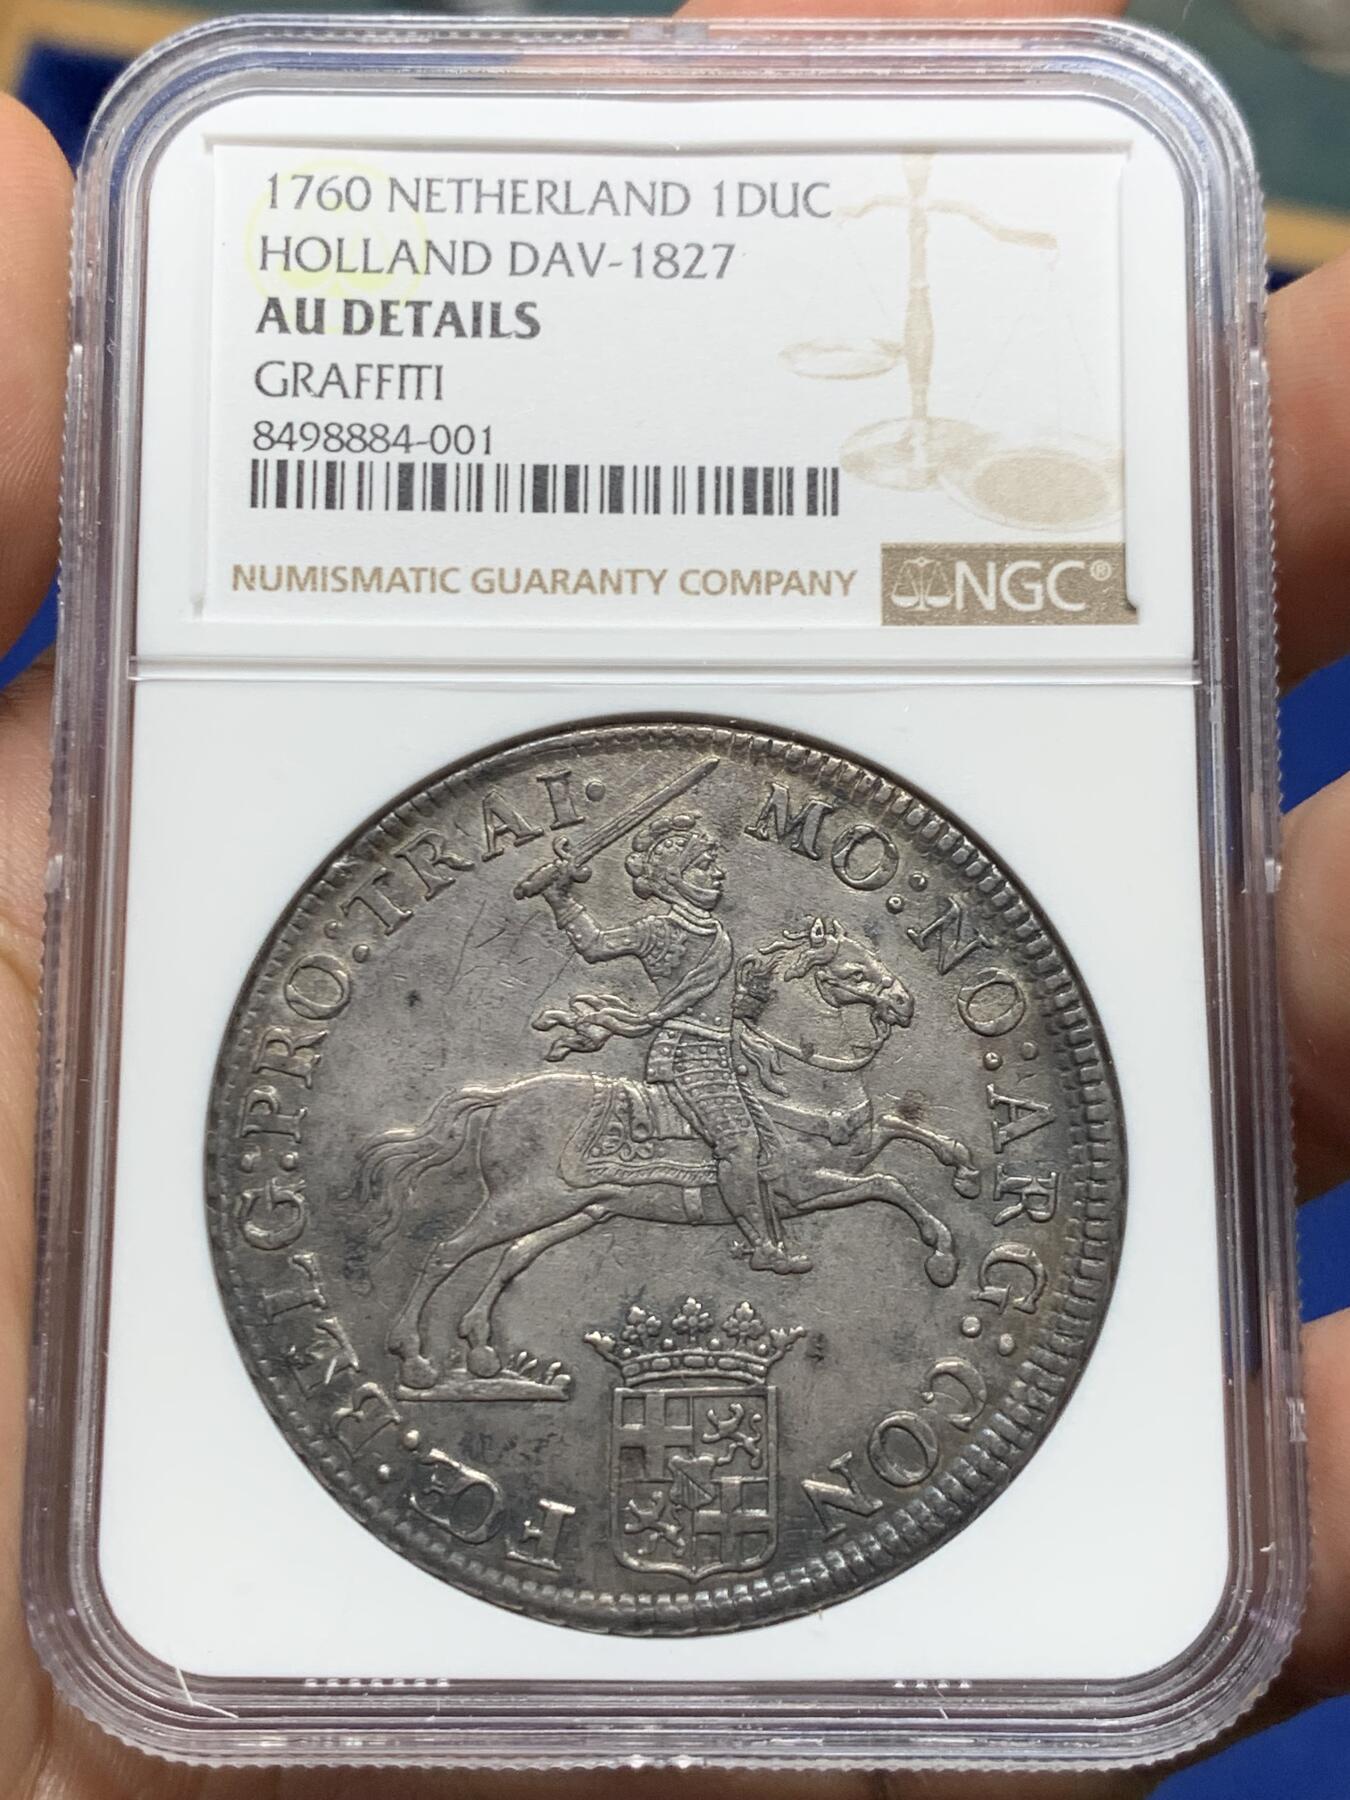 1760 NETHERLAND 1DUC
HOLLAND DAV-1827
AU DETAILS
GRAFFITI
8498884-001
NUMISMATIC GUARANTY COMPANY
NGC®
MO:NO:ARG:CON
FŒ:BELG:PRO:TRAI·